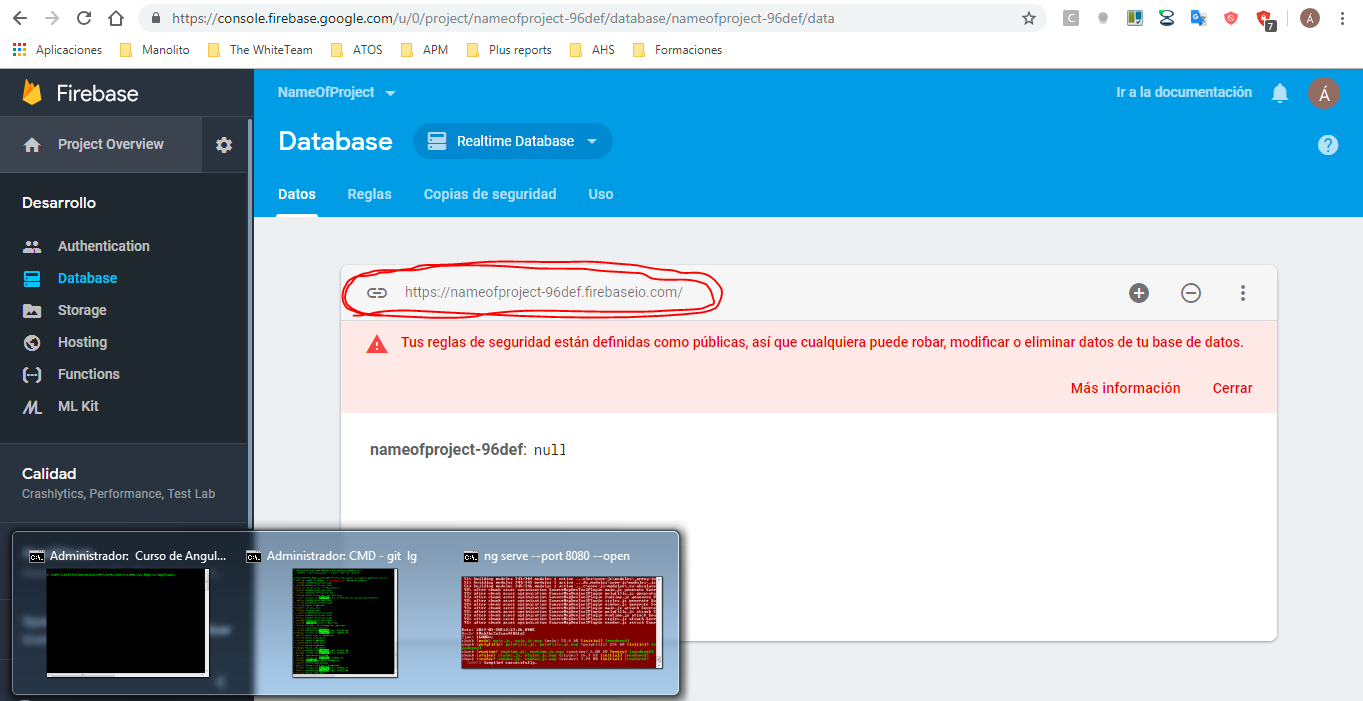 https://console.firebase.google.com/u/0/project/nameofproject-96def/database/nameofproject-96def/data
C
7
Á
Aplicaciones Manolito The WhiteTeam ATOS APM Plus reports AHS Formaciones
Firebase
NameOfProject
Ir a la documentación
Á
Project Overview
Database
Realtime Database
?
Datos Reglas Copias de seguridad Uso
Desarrollo
Authentication
Database
Storage
Hosting
Functions
ML Kit
https://nameofproject-96def.firebaseio.com/
Tus reglas de seguridad están definidas como públicas, así que cualquiera puede robar, modificar o eliminar datos de tu base de datos.
Más información Cerrar
nameofproject-96def: null
Calidad
Crashlytics, Performance, Test Lab
Administrador: Curso de Angul... Administrador: CMD - git lg ng serve --port 8080 --open